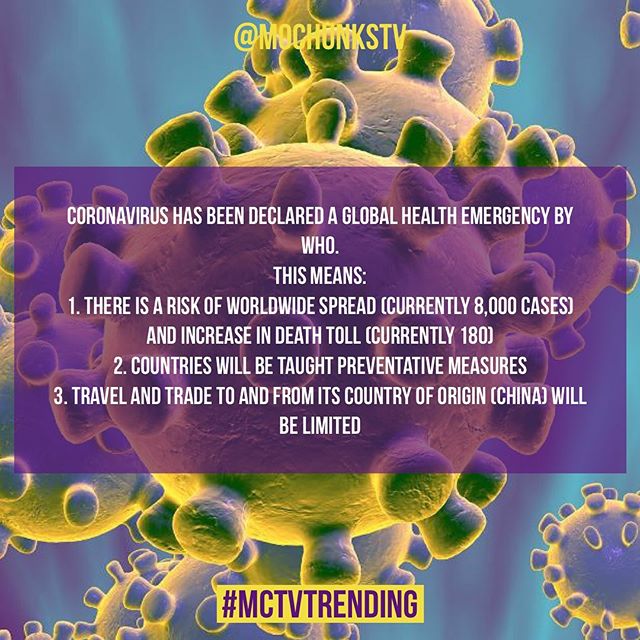 @MOCHUNKSTV
CORONAVIRUS HAS BEEN DECLARED A GLOBAL HEALTH EMERGENCY BY
WHO.
THIS MEANS:
1. THERE IS A RISK OF WORLDWIDE SPREAD (CURRENTLY 8,000 CASES)
AND INCREASE IN DEATH TOLL (CURRENTLY 180)
2. COUNTRIES WILL BE TAUGHT PREVENTATIVE MEASURES
3. TRAVEL AND TRADE TO AND FROM ITS COUNTRY OF ORIGIN (CHINA) WILL
BE LIMITED
#MCTVTRENDING